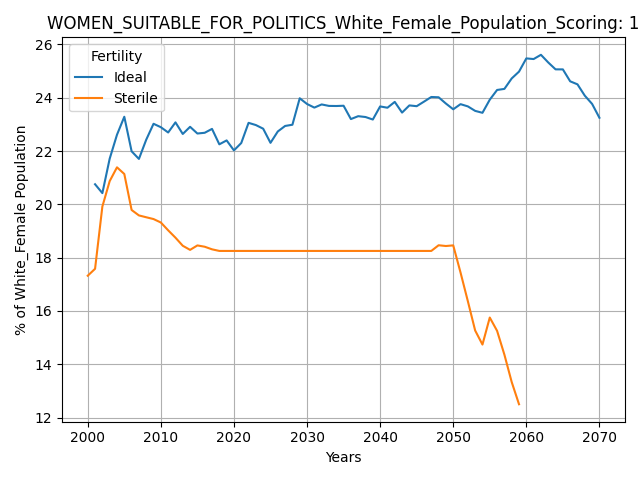 WOMEN_SUITABLE_FOR_POLITICS_White_Female_Population_Scoring: 1
Fertility
Ideal
Sterile
% of White_Female Population
26
24
22
20
18
16
14
12
2000 2010 2020 2030 2040 2050 2060 2070
Years